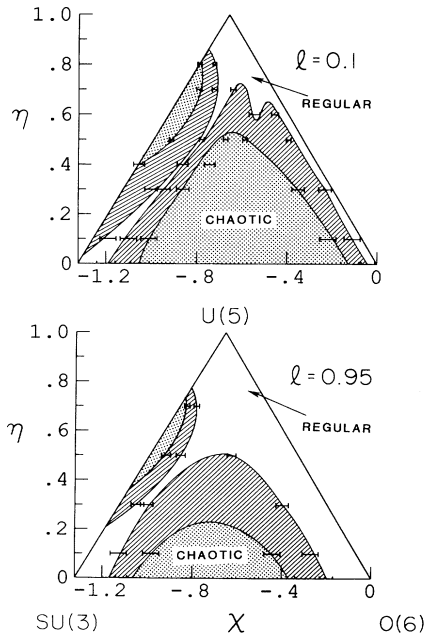 1.0
.8
ℓ = 0.1
η .6
REGULAR
.4
CHAOTIC
.2
0
-1.2 -.8 -.4 0
U(5)
1.0
.8
ℓ = 0.95
η .6
REGULAR
.4
.2
CHAOTIC
0
-1.2 -.8 -.4 0
SU(3) χ O(6)